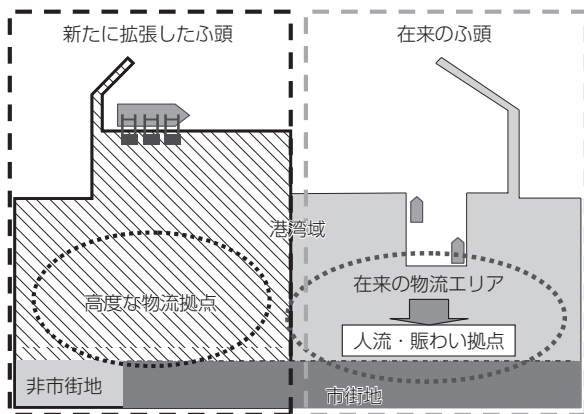 新たに拡張したふ頭
在来のふ頭
港湾域
高度な物流拠点
在来の物流エリア
人流・賑わい拠点
非市街地
市街地